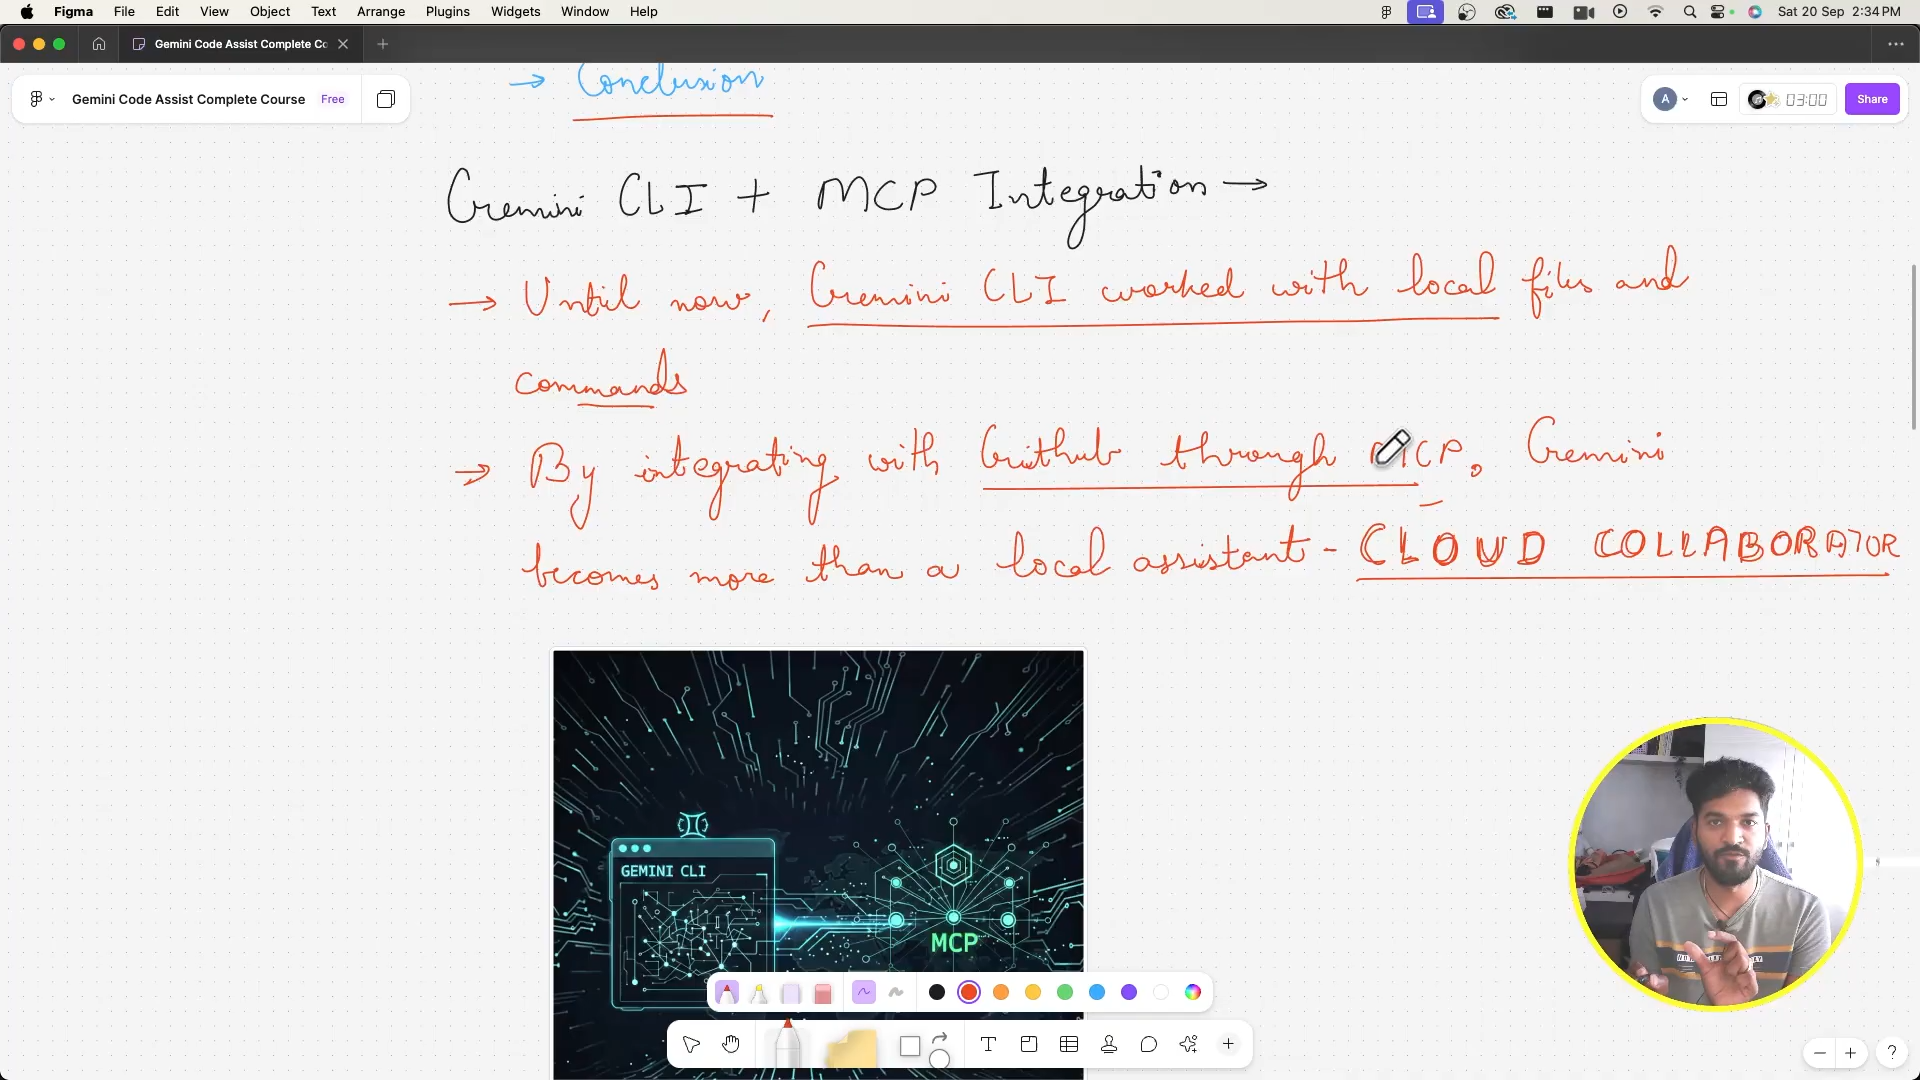 Figma File Edit View Object Text Arrange Plugins Widgets Window Help Sat 20 Sep 2:34 PM
Gemini Code Assist Complete Co
Conclusion
Gemini Code Assist Complete Course Free
A 03:00 Share
Gemini CLI + MCP Integration →
→ Until now, Gemini CLI worked with local files and
commands
→ By integrating with Github through MCP, Gemini
becomes more than a local assistant - CLOUD COLLABORATOR
GEMINI CLI
MCP